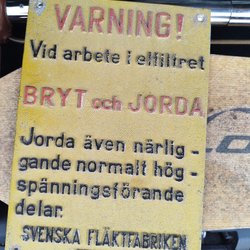 VARNING!
Vid arbete i elfiltret
BRYT och JORDA
Jorda även närlig-
gande normalt hög-
spänningsförande
delar.
SVENSKA FLÄKTFABRIKEN